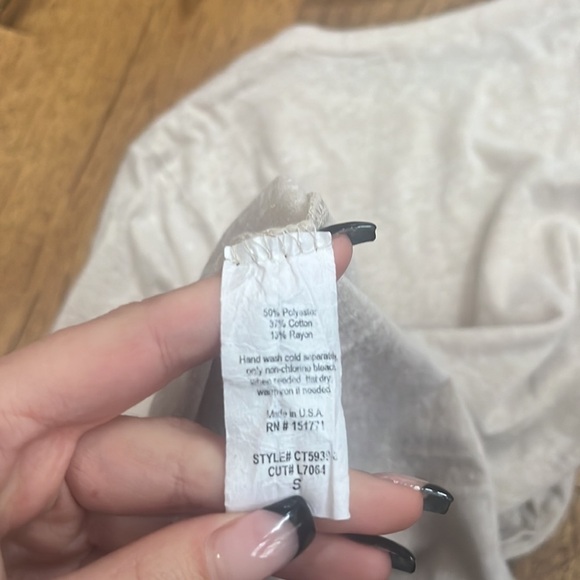 50% Polyester
37% Cotton
13% Rayon
Hand wash cold separately
only non-chlorine bleach
when needed flat dry
warm iron if needed
Made in U.S.A.
RN # 151771
STYLE#
CUT# L7064
S